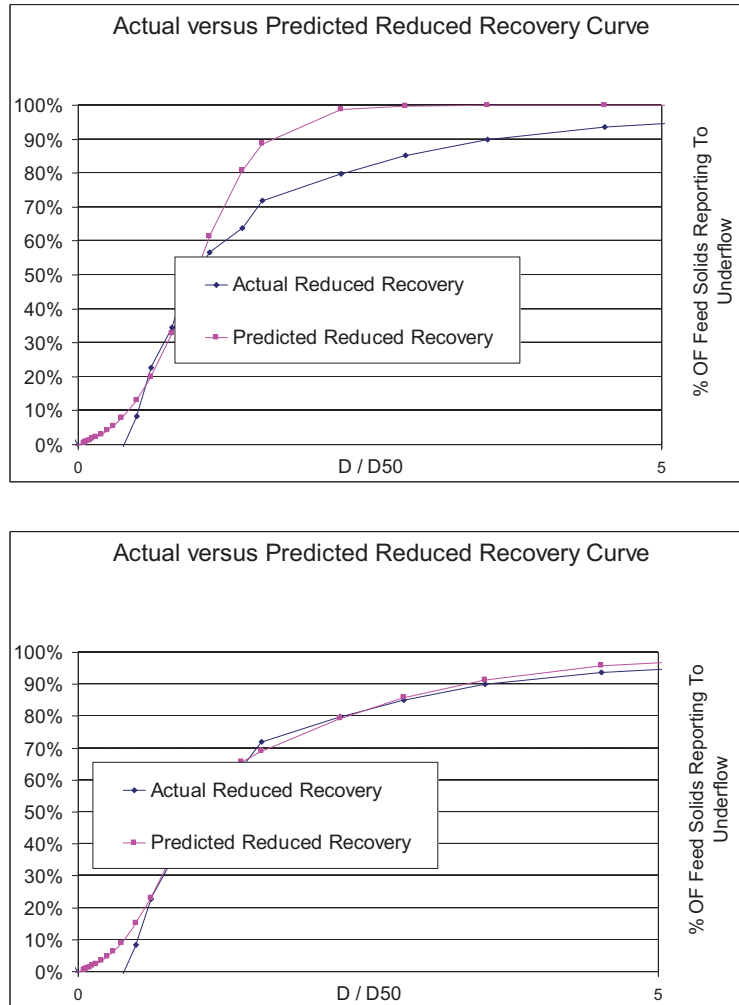 Actual versus Predicted Reduced Recovery Curve
100%
90%
80%
70%
60%
50%
40%
30%
20%
10%
0%
0
5
D / D50
% OF Feed Solids Reporting To
Underflow
Actual Reduced Recovery
Predicted Reduced Recovery
Actual versus Predicted Reduced Recovery Curve
100%
90%
80%
70%
60%
50%
40%
30%
20%
10%
0%
0
5
D / D50
% OF Feed Solids Reporting To
Underflow
Actual Reduced Recovery
Predicted Reduced Recovery